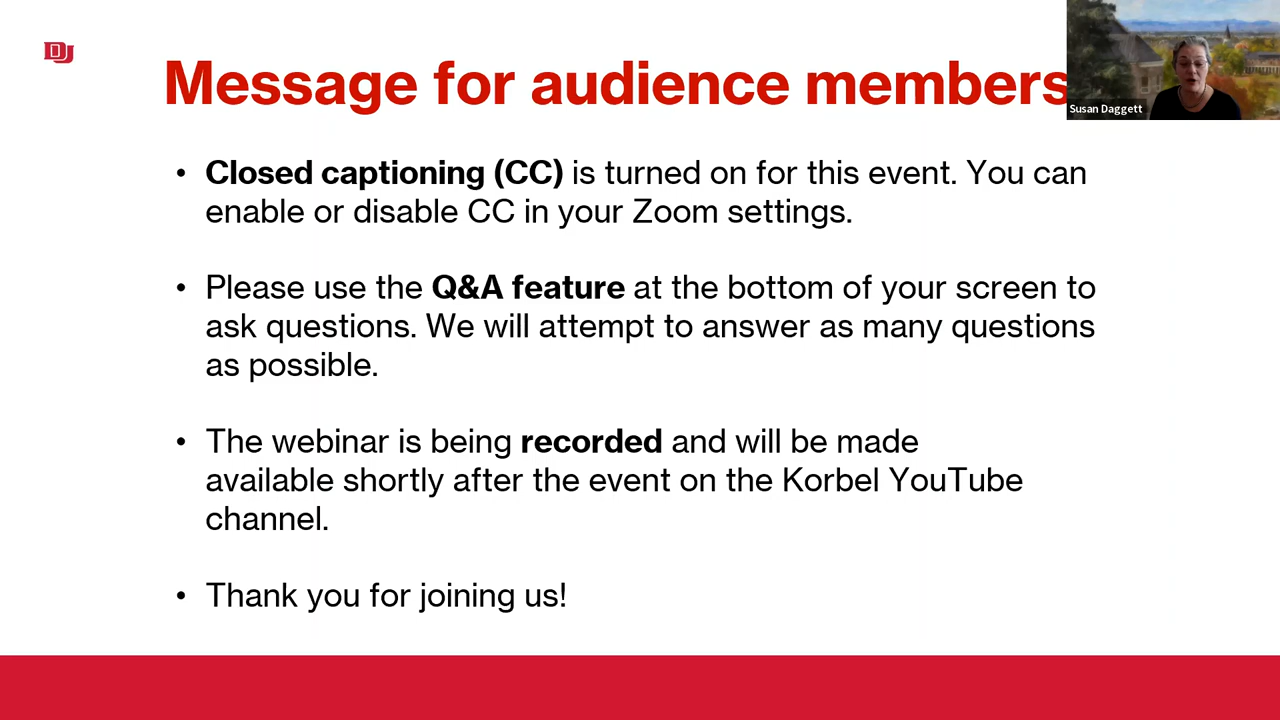 DU
Message for audience members
Susan Daggett
• Closed captioning (CC) is turned on for this event. You can
enable or disable CC in your Zoom settings.
• Please use the Q&A feature at the bottom of your screen to
ask questions. We will attempt to answer as many questions
as possible.
• The webinar is being recorded and will be made
available shortly after the event on the Korbel YouTube
channel.
• Thank you for joining us!